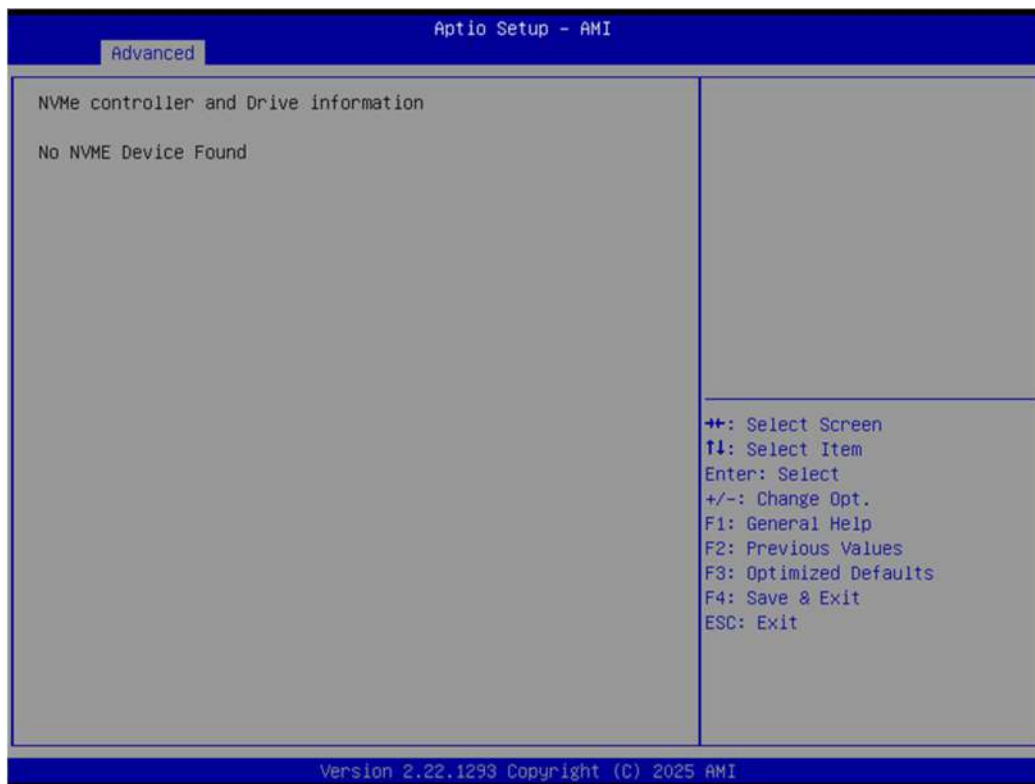 Aptio Setup – AMI
Advanced
NVMe controller and Drive information
No NVME Device Found
→←: Select Screen
↑↓: Select Item
Enter: Select
+/-: Change Opt.
F1: General Help
F2: Previous Values
F3: Optimized Defaults
F4: Save & Exit
ESC: Exit
Version 2.22.1293 Copyright (C) 2025 AMI